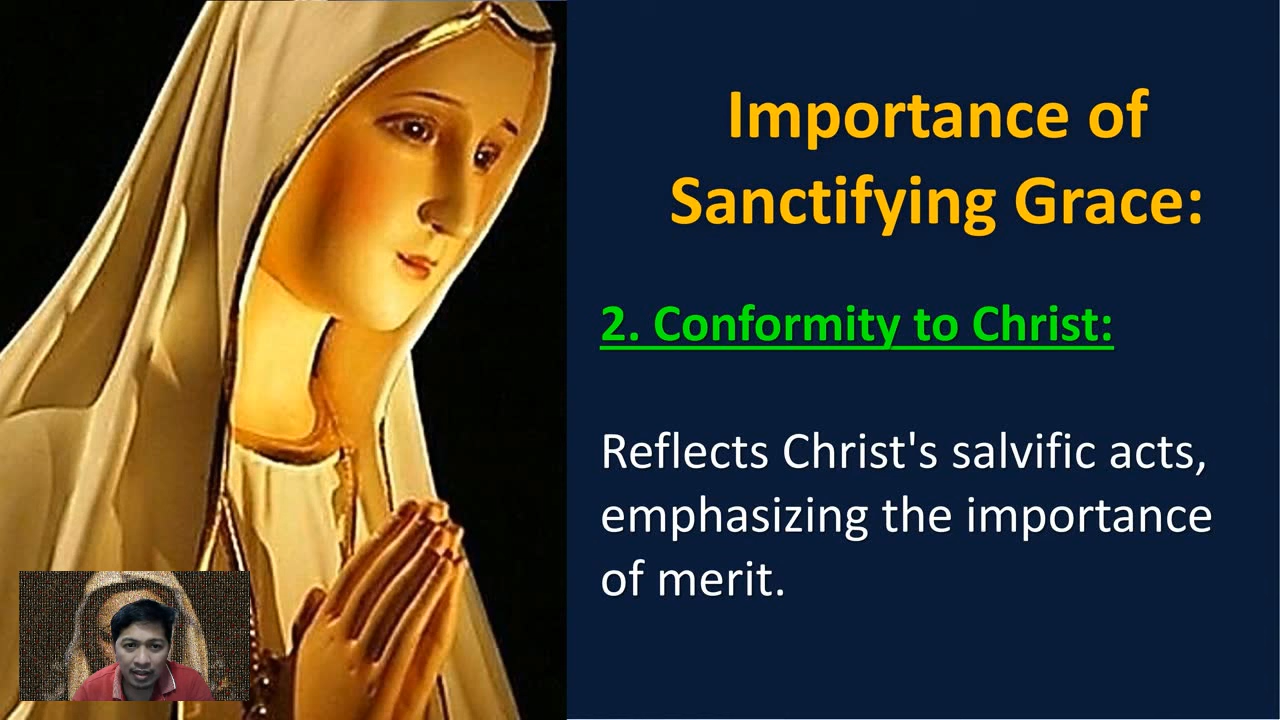 Importance of
Sanctifying Grace:
2. Conformity to Christ:
Reflects Christ's salvific acts,
emphasizing the importance
of merit.